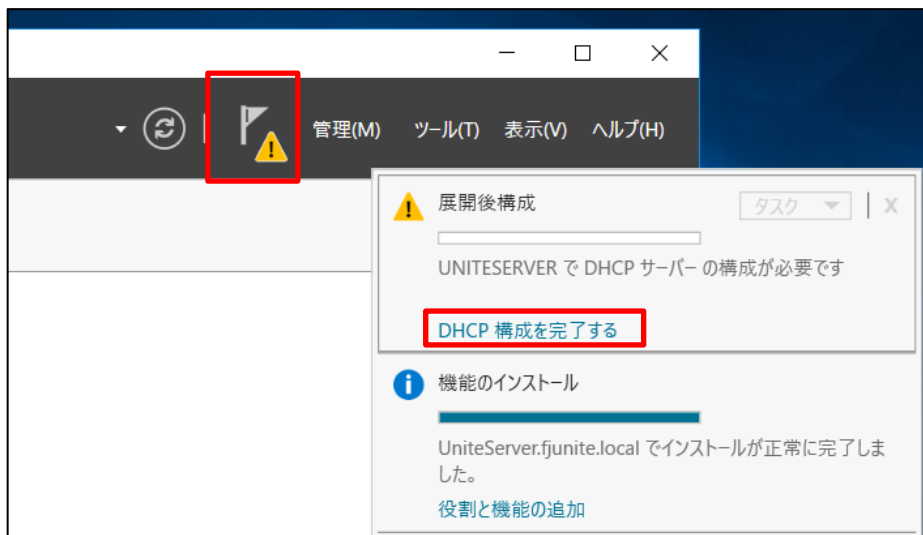 管理(M) ツール(T) 表示(V) ヘルプ(H)
展開後構成
タスク
X
UNITESERVER で DHCP サーバー の構成が必要です
DHCP 構成を完了する
機能のインストール
UniteServer.fjunite.local でインストールが正常に完了しま
した。
役割と機能の追加